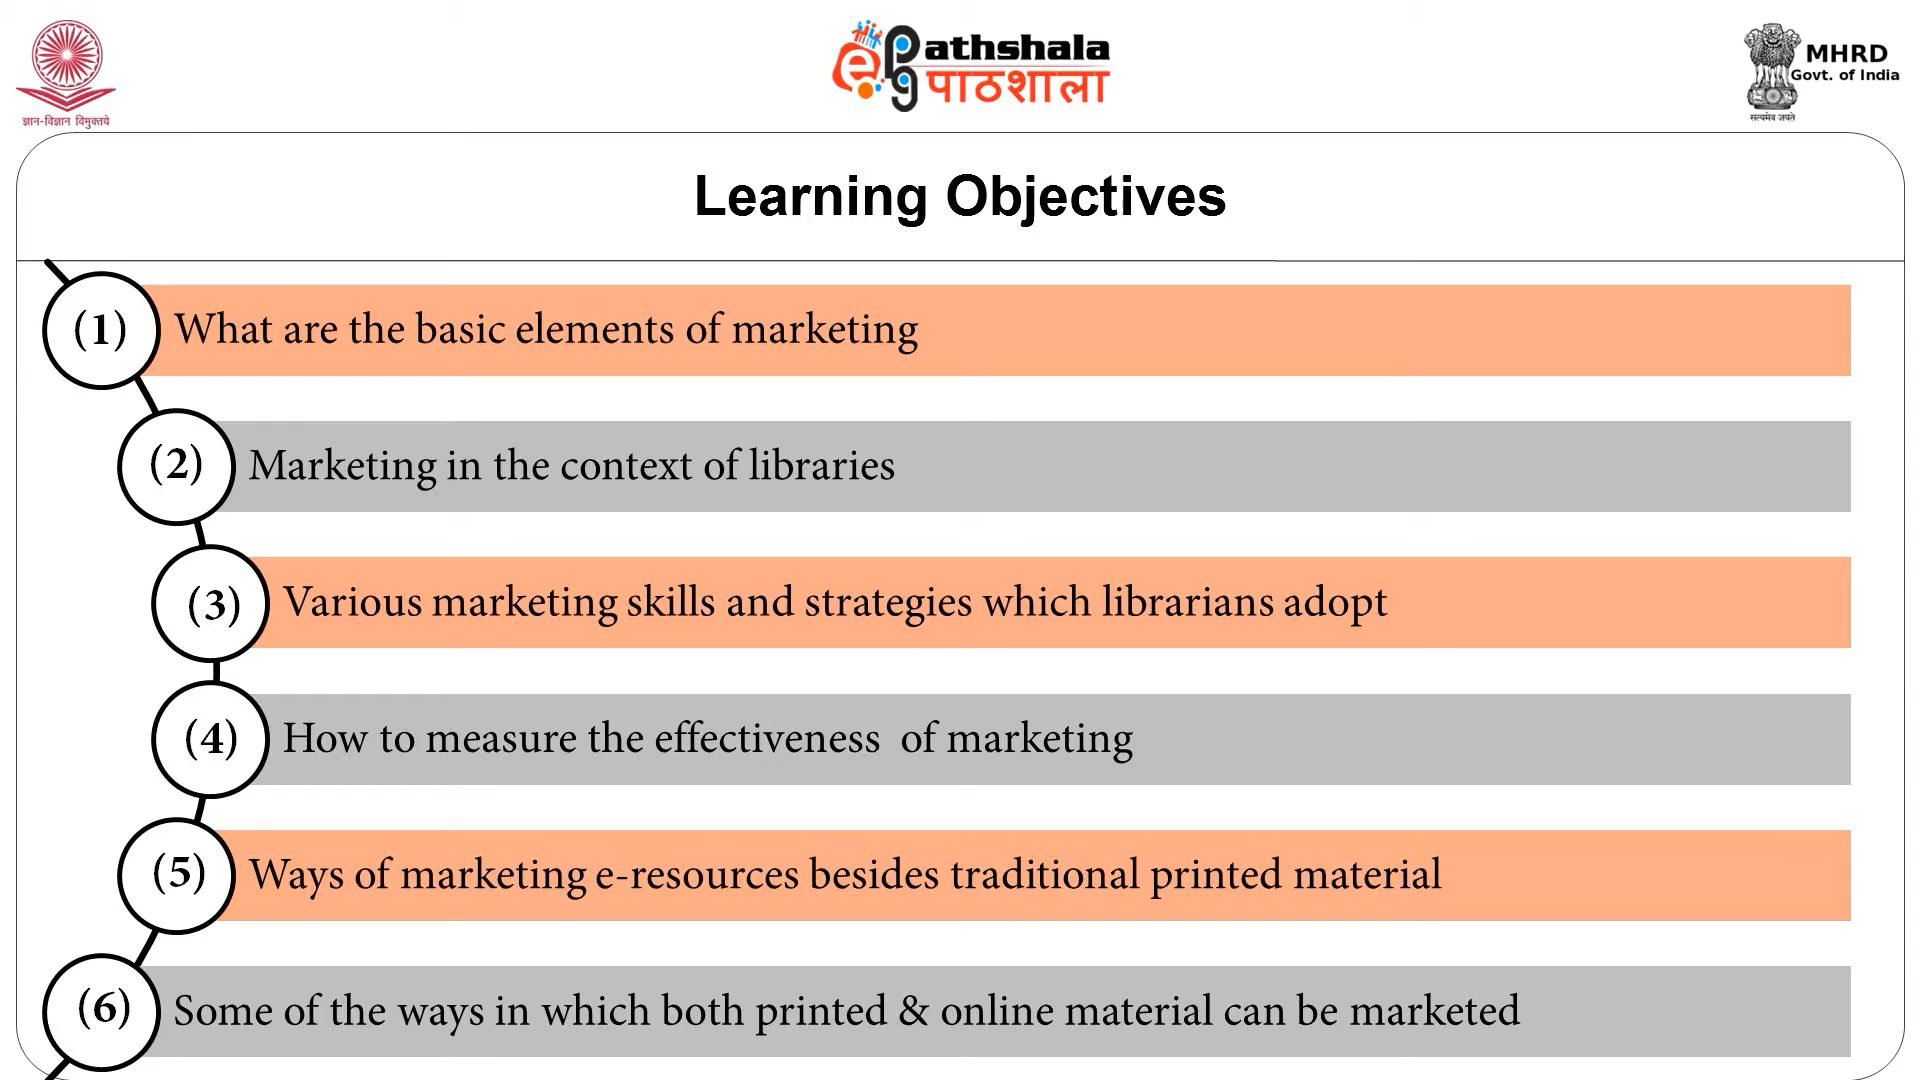 ज्ञान-विज्ञान विमुक्तये
e pg Pathshala
पाठशाला
MHRD
Govt. of India
सत्यमेव जयते
Learning Objectives
(1) What are the basic elements of marketing
(2) Marketing in the context of libraries
(3) Various marketing skills and strategies which librarians adopt
(4) How to measure the effectiveness of marketing
(5) Ways of marketing e-resources besides traditional printed material
(6) Some of the ways in which both printed & online material can be marketed